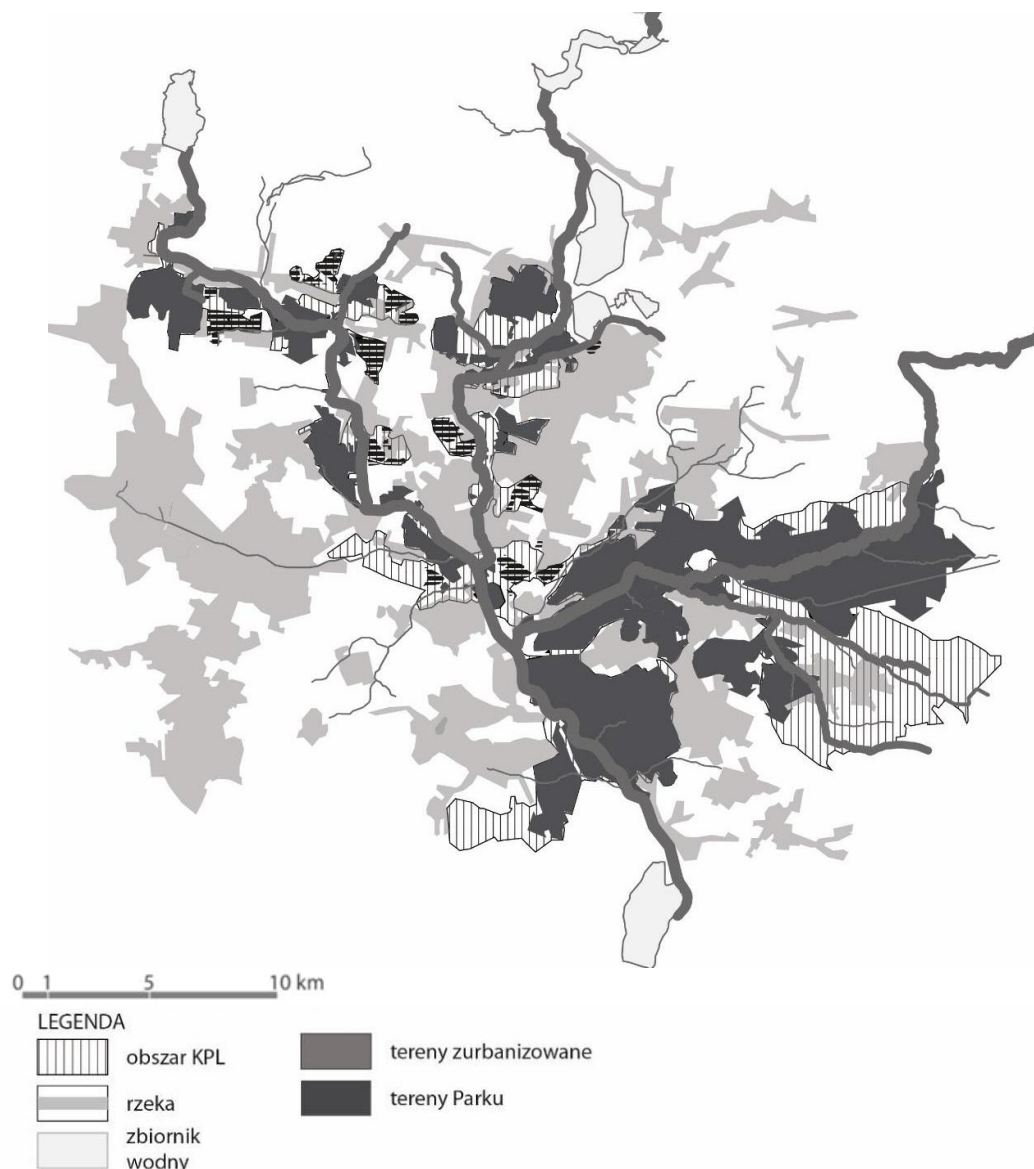 0 1 5 10 km
LEGENDA
obszar KPL
rzeka
zbiornik
wodny
tereny zurbanizowane
tereny Parku